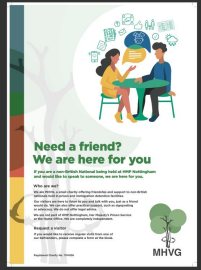 Need a friend?
We are here for you
If you are a non-British National being held at HMP Nottingham
and would like to speak to someone, we are here for you.
Who are we?
We are MHVG, a small charity offering friendship and support to non-British
nationals held in prison and immigration detention facilities.
Our visitors are here to listen to you and talk with you, just as a friend
would do. We can also offer practical support, such as signposting
or advocacy. We do not offer legal advice.
We are not part of HMP Nottingham, Her Majesty's Prison Service
or the Home Office. We are completely independent.
Request a visitor
If you would like to receive regular visits from one of
our befrienders, please complete a form at the
Registered Charity No.
MHVG